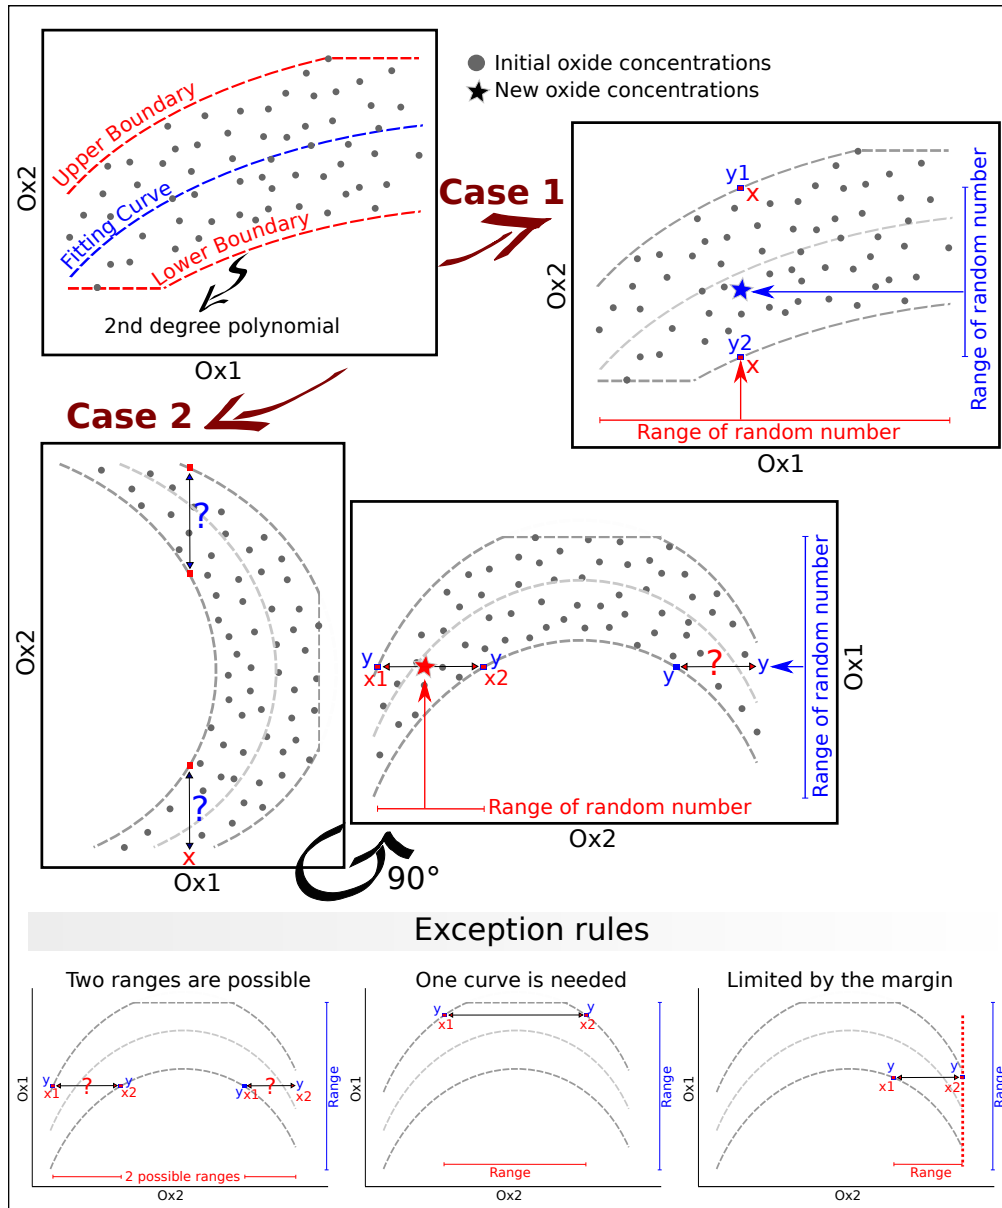 Initial oxide concentrations
New oxide concentrations
Upper Boundary
Fitting Curve
Lower Boundary
2nd degree polynomial
Ox2
Ox1
Case 1
y1
x
y2
x
Range of random number
Range of random number
Ox2
Ox1
Case 2
?
?
x
Ox2
Ox1
90°
y
x1
y
x2
y
?
y
Range of random number
Range of random number
Ox1
Ox2
Exception rules
Two ranges are possible
y
x1
?
y
x2
y
x1
?
y
x2
2 possible ranges
Range
Ox1
Ox2
One curve is needed
y
x1
y
x2
Range
Range
Ox1
Ox2
Limited by the margin
y
x1
y
x2
Range
Range
Ox1
Ox2